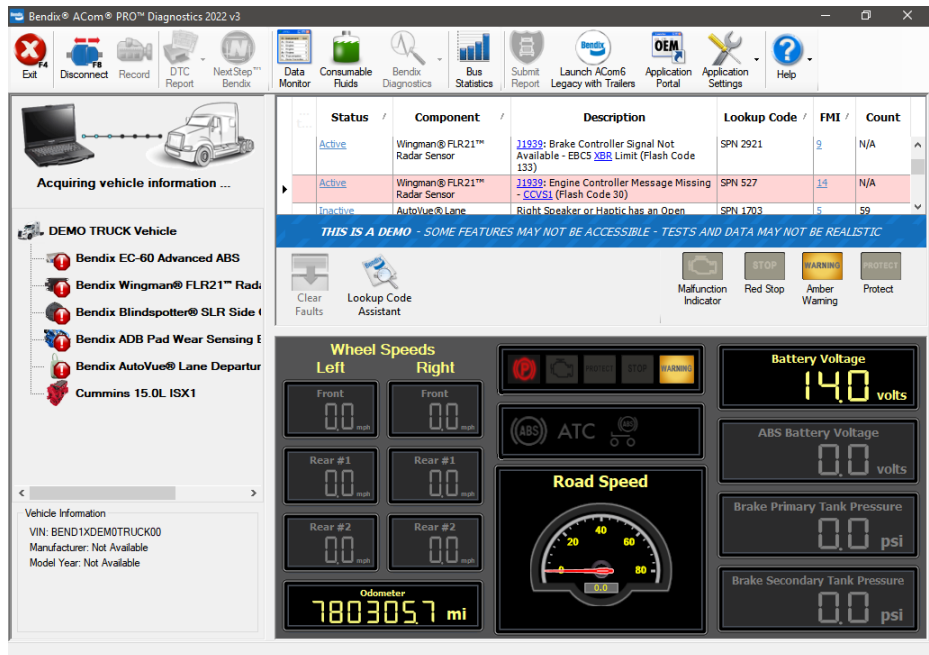 Bendix® ACom® PRO™ Diagnostics 2022 v3
F4
Exit
F8
Disconnect
Record
DTC Report
NextStep™ Bendix
Data Monitor
Consumable Fluids
Bendix Diagnostics
Bus Statistics
Submit Report
Bendix
Launch ACom6 Legacy with Trailers
OEM
Application Portal
Application Settings
Help
Acquiring vehicle information ...
DEMO TRUCK Vehicle
Bendix EC-60 Advanced ABS
Bendix Wingman® FLR21™ Rada
Bendix Blindspotter® SLR Side
Bendix ADB Pad Wear Sensing E
Bendix AutoVue® Lane Departur
Cummins 15.0L ISX1
Vehicle Information
VIN: BEND1XDEM0TRUCK00
Manufacturer: Not Available
Model Year: Not Available
Status / Component / Description Lookup Code / FMI / Count
Active Wingman® FLR21™ J1939: Brake Controller Signal Not SPN 2921 9 N/A
Radar Sensor Available - EBC5 XBR Limit (Flash Code
133)
Active Wingman® FLR21™ J1939: Engine Controller Message Missing SPN 527 14 N/A
Radar Sensor - CCVS1 (Flash Code 30)
Inactive AutoVue® Lane Right Speaker or Haptic has an Open SPN 1703 5 59
THIS IS A DEMO - SOME FEATURES MAY NOT BE ACCESSIBLE - TESTS AND DATA MAY NOT BE REALISTIC
Clear Faults
Lookup Code Assistant
Malfunction Indicator
STOP
Red Stop
WARNING
Amber Warning
PROTECT
Protect
Wheel Speeds
Left Right
Front Front
0.0 mph 0.0 mph
Rear #1 Rear #1
0.0 mph 0.0 mph
Rear #2 Rear #2
0.0 mph 0.0 mph
Odometer
780305.7 mi
P PROTECT STOP WARNING
ABS ATC ABS
Road Speed
0 20 40 60 80
0.0
Battery Voltage
14.0 volts
ABS Battery Voltage
0.0 volts
Brake Primary Tank Pressure
0.0 psi
Brake Secondary Tank Pressure
0.0 psi